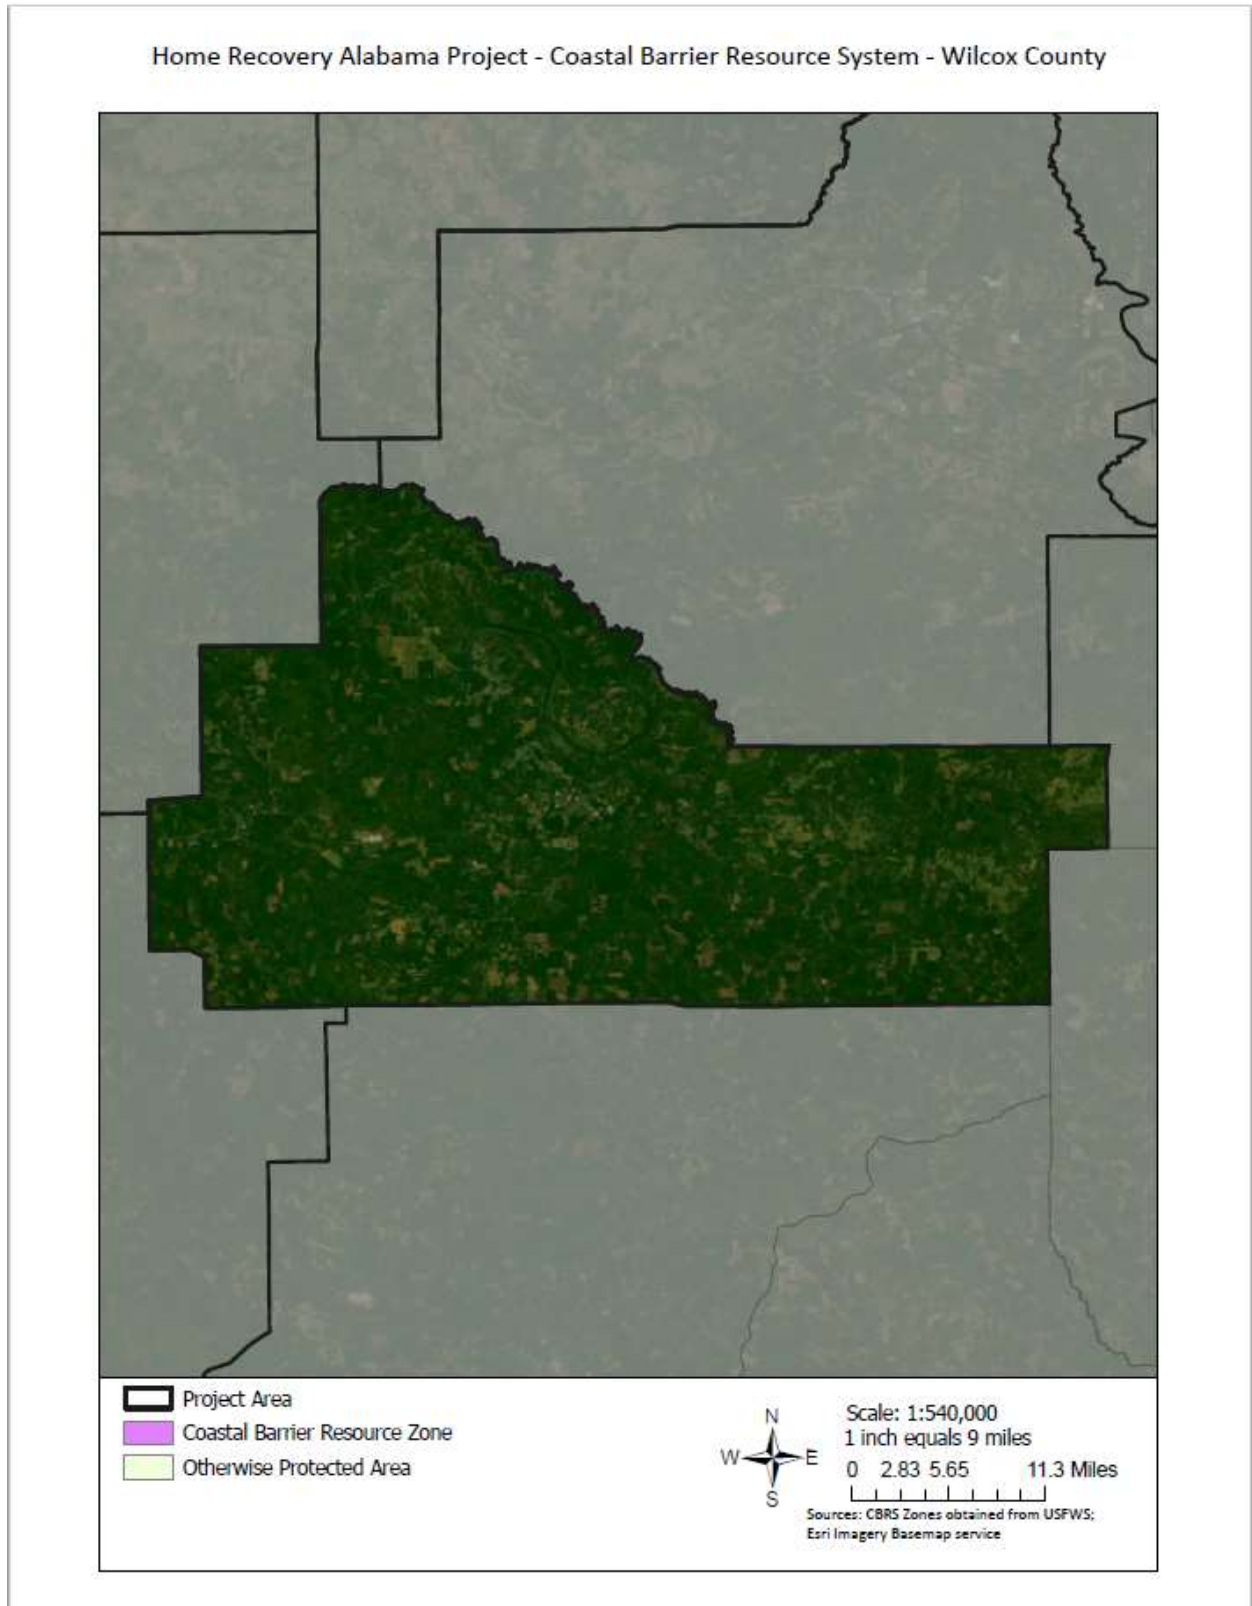 Home Recovery Alabama Project - Coastal Barrier Resource System - Wilcox County
Project Area
Coastal Barrier Resource Zone
Otherwise Protected Area
N
W E
S
Scale: 1:540,000
1 inch equals 9 miles
0 2.83 5.65 11.3 Miles
Sources: CBRS Zones obtained from USFWS;
Esri Imagery Basemap service